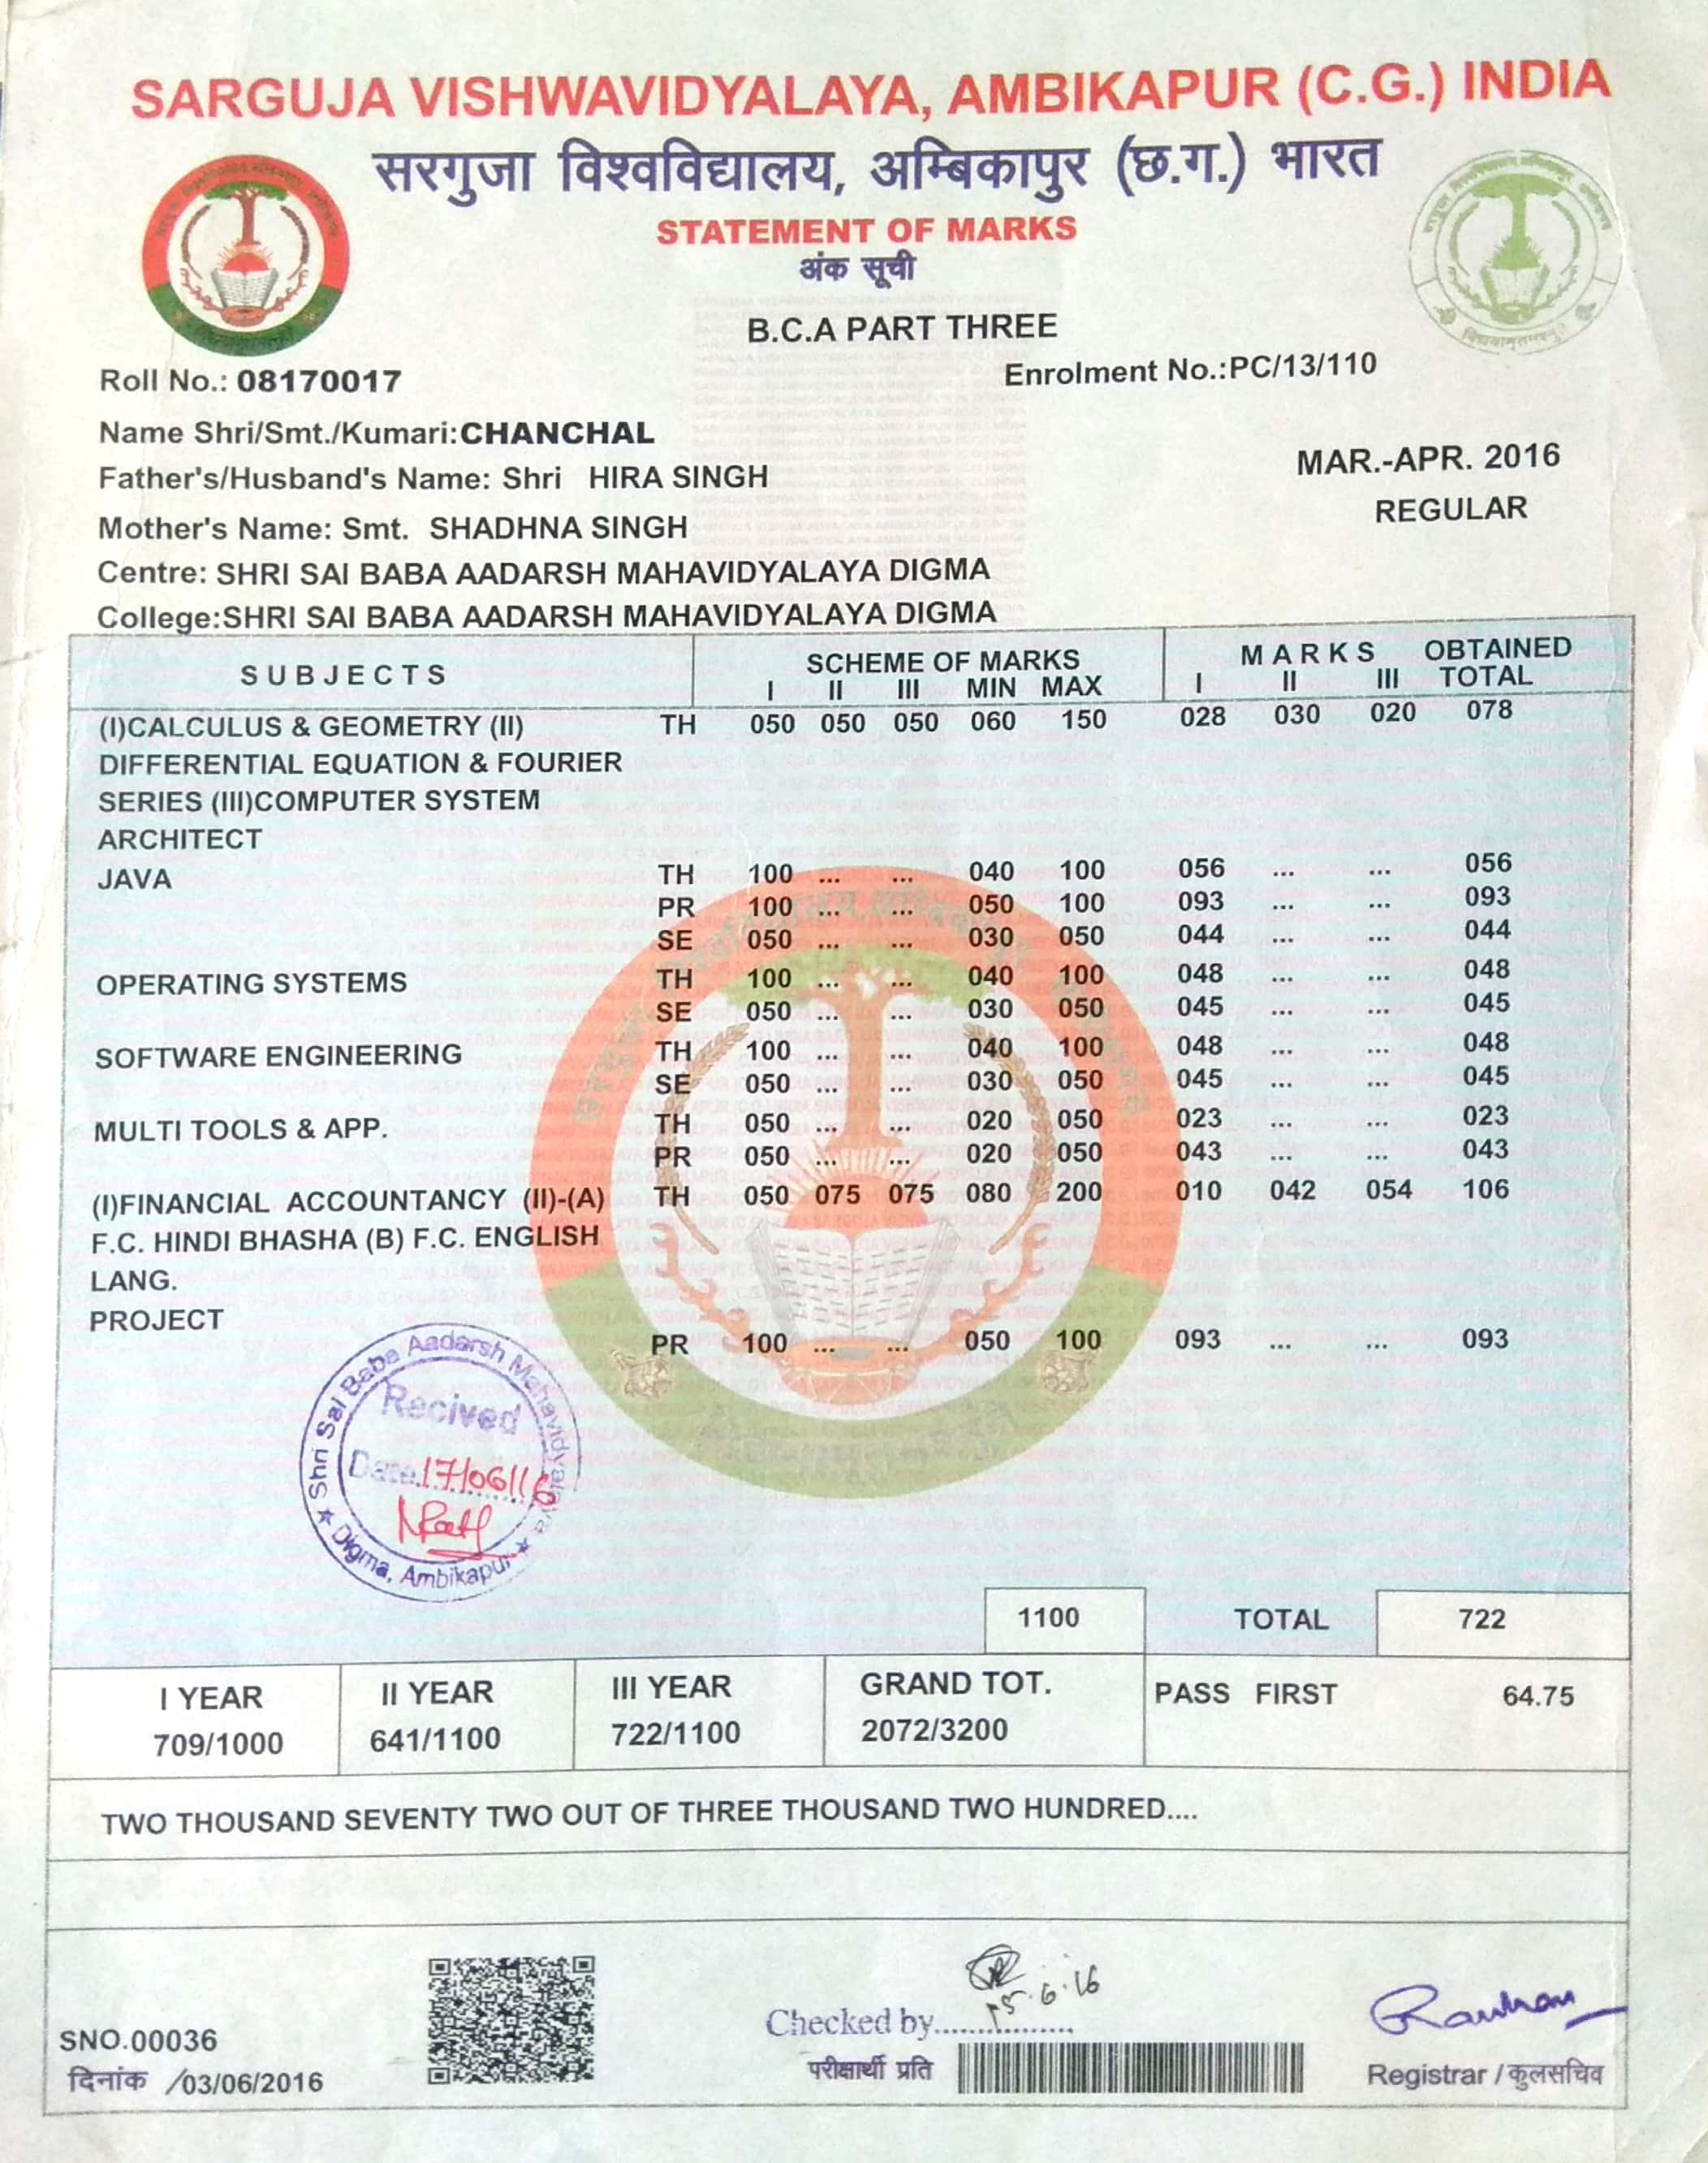 SARGUJA VISHWAVIDYALAYA, AMBIKAPUR (C.G.) INDIA
सरगुजा विश्वविद्यालय, अम्बिकापुर (छ.ग.) भारत
STATEMENT OF MARKS
अंक सूची
B.C.A PART THREE
Roll No.: 08170017 Enrolment No.:PC/13/110
Name Shri/Smt./Kumari:CHANCHAL
Father's/Husband's Name: Shri HIRA SINGH MAR.-APR. 2016
Mother's Name: Smt. SHADHNA SINGH REGULAR
Centre: SHRI SAI BABA AADARSH MAHAVIDYALAYA DIGMA
College:SHRI SAI BABA AADARSH MAHAVIDYALAYA DIGMA
SUBJECTS SCHEME OF MARKS MARKS OBTAINED
I II III MIN MAX I II III TOTAL
(I)CALCULUS & GEOMETRY (II) TH 050 050 050 060 150 028 030 020 078
DIFFERENTIAL EQUATION & FOURIER
SERIES (III)COMPUTER SYSTEM
ARCHITECT
JAVA TH 100 ... ... 040 100 056 ... ... 056
PR 100 ... ... 050 100 093 ... ... 093
SE 050 ... ... 030 050 044 ... ... 044
OPERATING SYSTEMS TH 100 ... ... 040 100 048 ... ... 048
SE 050 ... ... 030 050 045 ... ... 045
SOFTWARE ENGINEERING TH 100 ... ... 040 100 048 ... ... 048
SE 050 ... ... 030 050 045 ... ... 045
MULTI TOOLS & APP. TH 050 ... ... 020 050 023 ... ... 023
PR 050 ... ... 020 050 043 ... ... 043
(I)FINANCIAL ACCOUNTANCY (II)-(A) TH 050 075 075 080 200 010 042 054 106
F.C. HINDI BHASHA (B) F.C. ENGLISH
LANG.
PROJECT
PR 100 ... ... 050 100 093 ... ... 093
Shri Sai Baba Aadarsh Mahavidyalaya
Recived
Date.17/06/16
Digma, Ambikapur
1100 TOTAL 722
I YEAR II YEAR III YEAR GRAND TOT. PASS FIRST 64.75
709/1000 641/1100 722/1100 2072/3200
TWO THOUSAND SEVENTY TWO OUT OF THREE THOUSAND TWO HUNDRED....
15.6.16
Checked by..................
SNO.00036
परीक्षार्थी प्रति
Registrar / कुलसचिव
दिनांक /03/06/2016